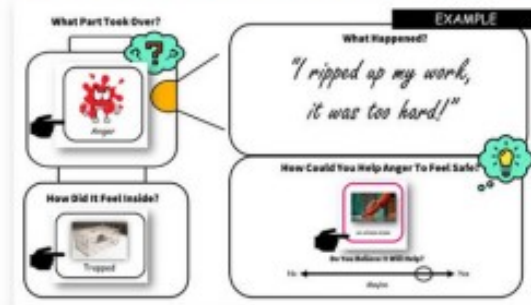 EXAMPLE
What Part Took Over?
?
Anger
What Happened?
"I ripped up my work,
it was too hard!"
How Did It Feel Inside?
Trapped
How Could You Help Anger To Feel Safe?
Do You Believe It Will Help?
No
Yes
Maybe